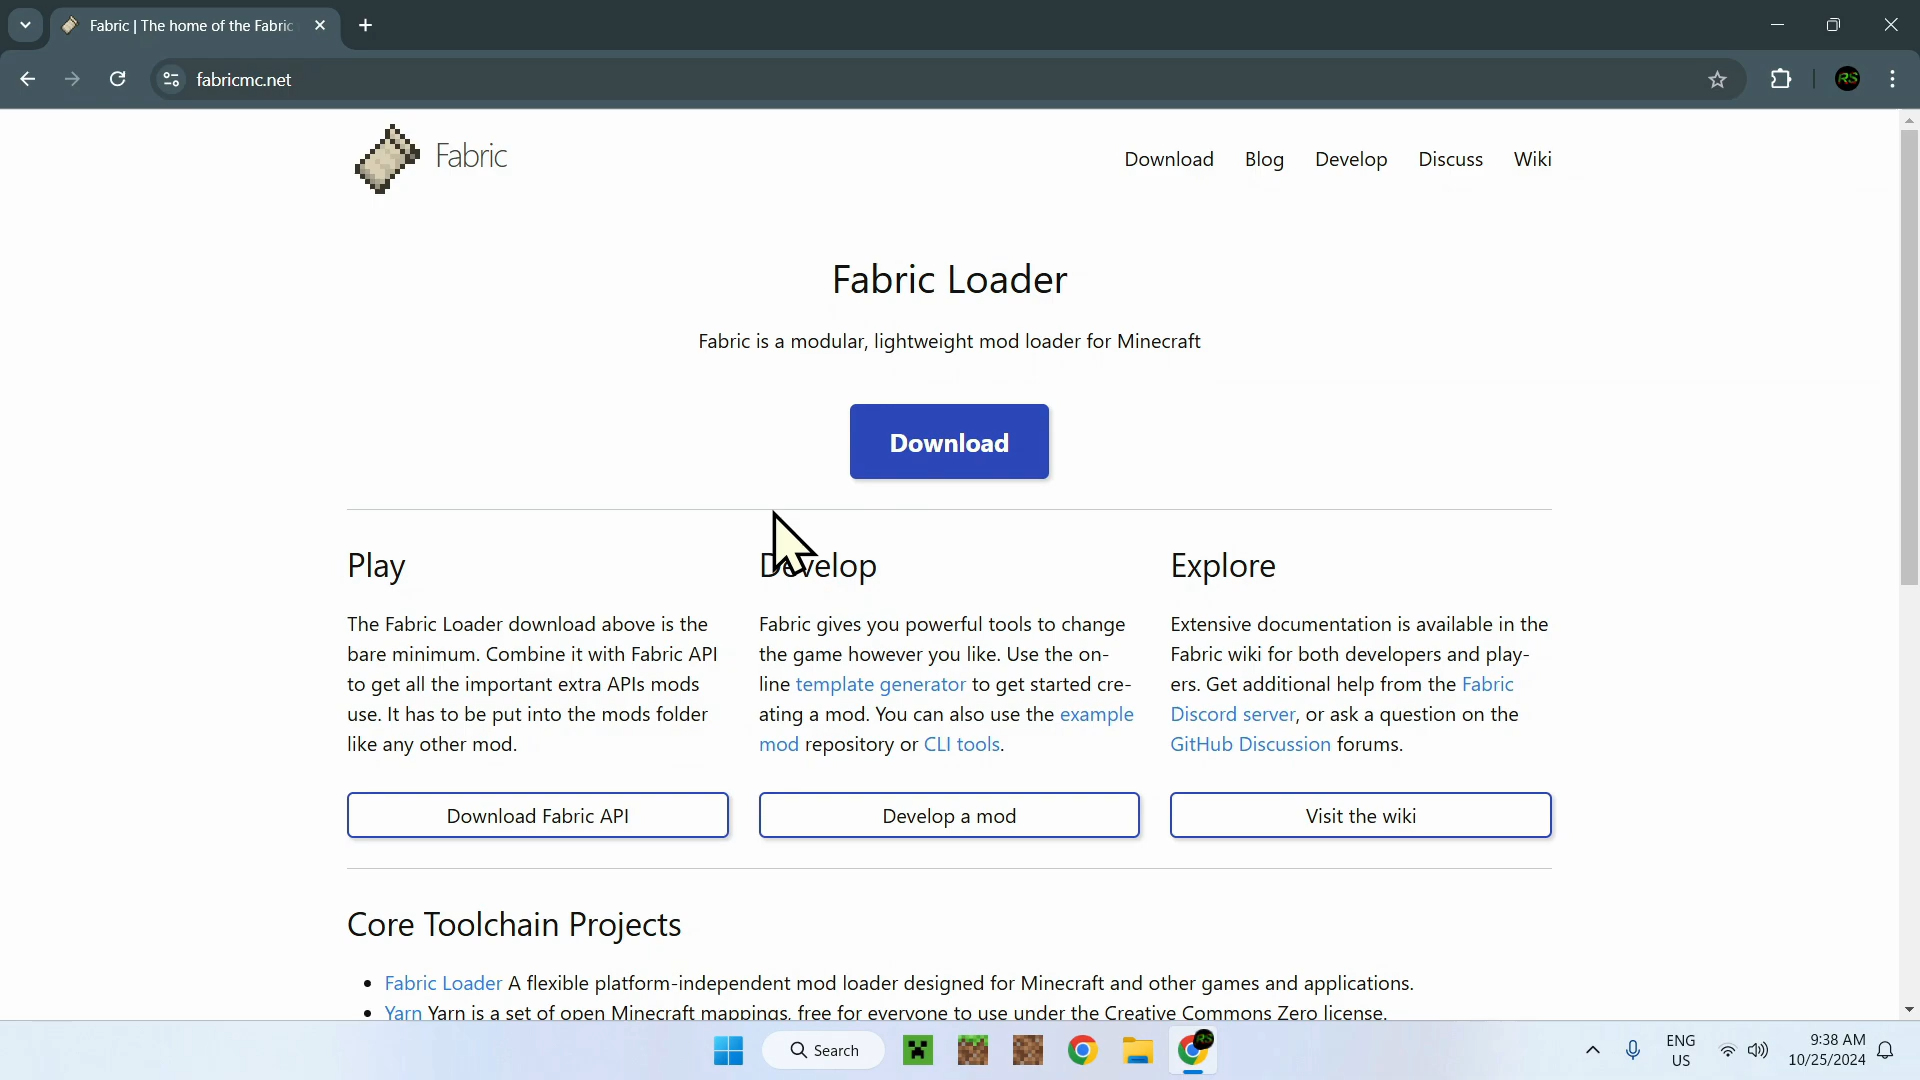 Fabric | The home of the Fabric
fabricmc.net
RS
Fabric
Download Blog Develop Discuss Wiki
Fabric Loader
Fabric is a modular, lightweight mod loader for Minecraft
Download
Play
The Fabric Loader download above is the
bare minimum. Combine it with Fabric API
to get all the important extra APIs mods
use. It has to be put into the mods folder
like any other mod.
Download Fabric API
Develop
Fabric gives you powerful tools to change
the game however you like. Use the on-
line template generator to get started cre-
ating a mod. You can also use the example
mod repository or CLI tools.
Develop a mod
Explore
Extensive documentation is available in the
Fabric wiki for both developers and play-
ers. Get additional help from the Fabric
Discord server, or ask a question on the
GitHub Discussion forums.
Visit the wiki
Core Toolchain Projects
Fabric Loader A flexible platform-independent mod loader designed for Minecraft and other games and applications.
Yarn Yarn is a set of open Minecraft mappings, free for everyone to use under the Creative Commons Zero license.
Search
RS
ENG
US
9:38 AM
10/25/2024